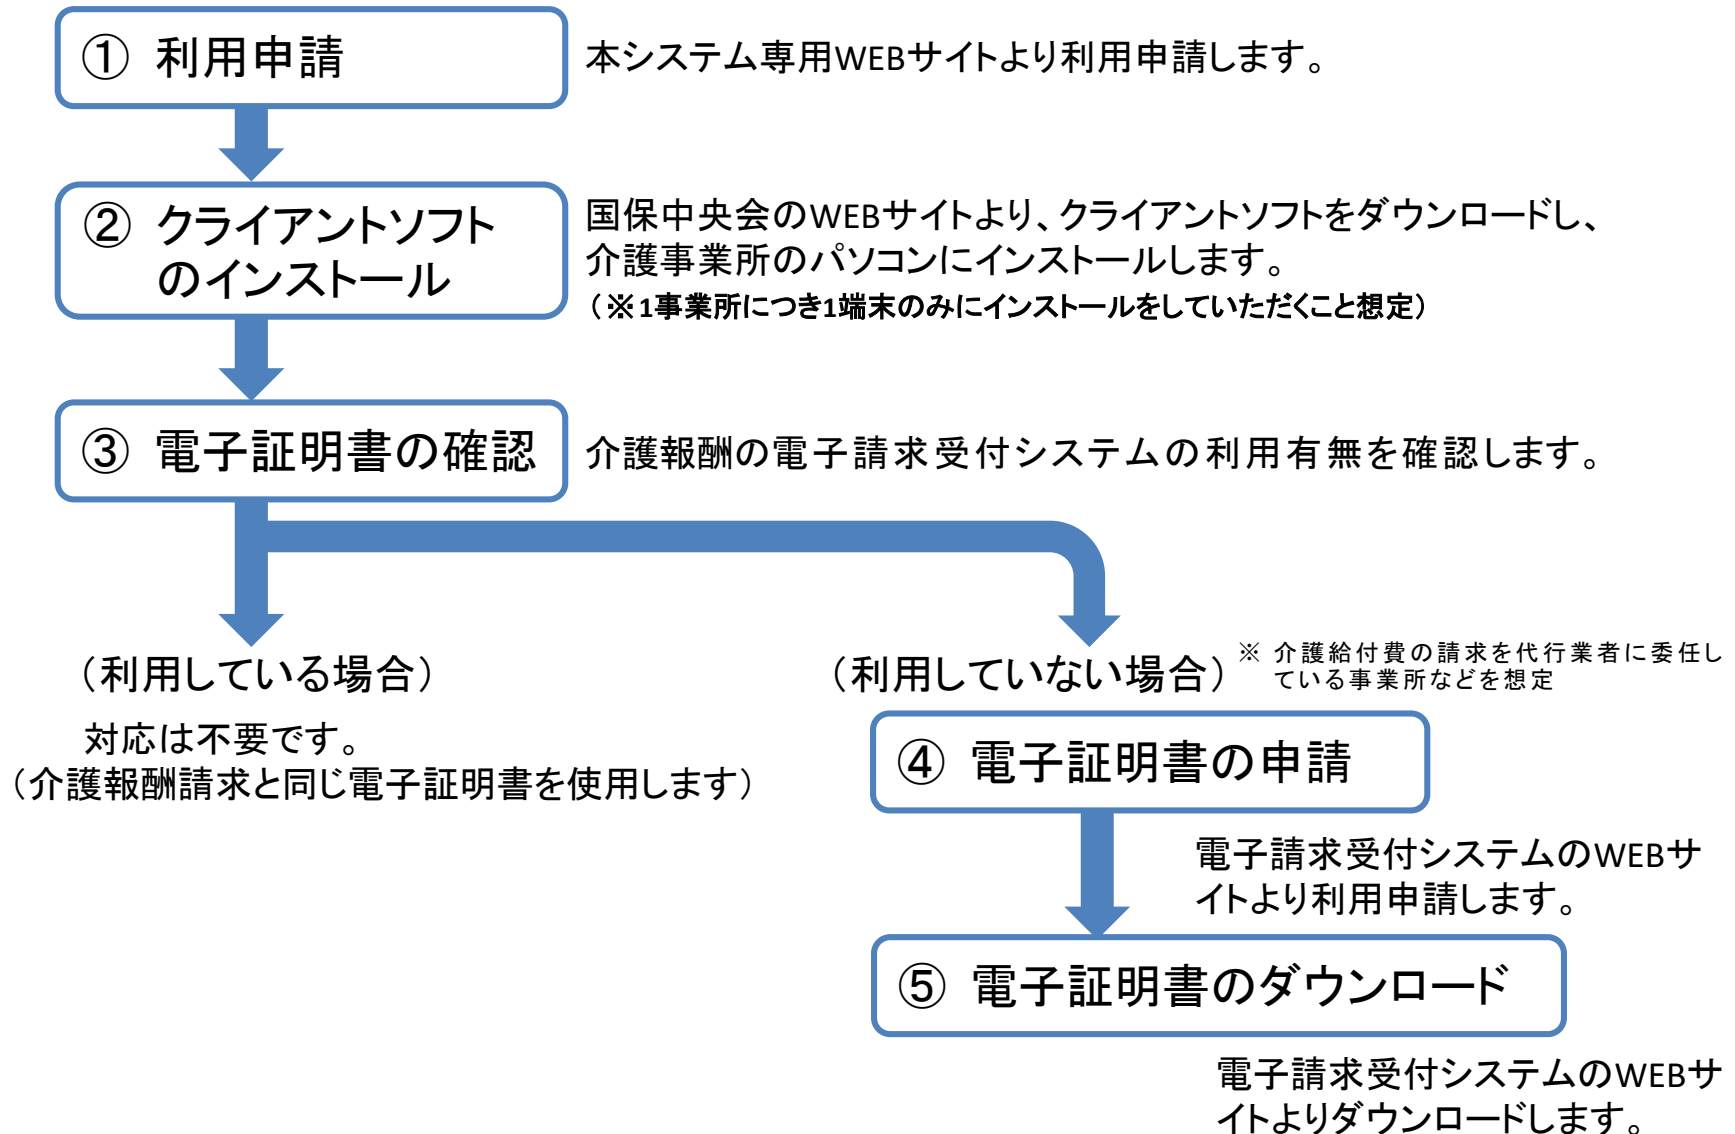 ① 利用申請
本システム専用WEBサイトより利用申請します。
② クライアントソフト
のインストール
国保中央会のWEBサイトより、クライアントソフトをダウンロードし、
介護事業所のパソコンにインストールします。
(※1事業所につき1端末のみにインストールをしていただくこと想定)
③ 電子証明書の確認
介護報酬の電子請求受付システムの利用有無を確認します。
(利用している場合)
対応は不要です。
(介護報酬請求と同じ電子証明書を使用します)
(利用していない場合)
※ 介護給付費の請求を代行業者に委任し
ている事業所などを想定
④ 電子証明書の申請
電子請求受付システムのWEBサ
イトより利用申請します。
⑤ 電子証明書のダウンロード
電子請求受付システムのWEBサ
イトよりダウンロードします。